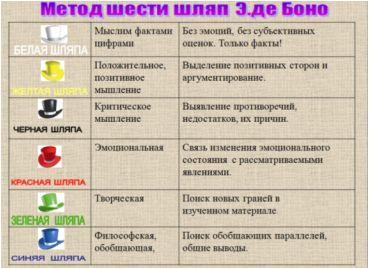 Метод шести шляп Э.де Боно
БЕЛАЯ ШЛЯПА
Мыслим фактами
цифрами
Без эмоций, без субъективных
оценок. Только факты!
ЖЕЛТАЯ ШЛЯПА
Положительное,
позитивное
мышление
Выделение позитивных сторон и
аргументирование.
ЧЕРНАЯ ШЛЯПА
Критическое
мышление
Выявление противоречий,
недостатков, их причин.
КРАСНАЯ ШЛЯПА
Эмоциональная
Связь изменения эмоционального
состояния с рассматриваемыми
явлениями.
ЗЕЛЕНАЯ ШЛЯПА
Творческая
Поиск новых граней в
изученном материале
СИНЯЯ ШЛЯПА
Философская,
обобщающая,
Поиск обобщающих параллелей,
общие выводы.